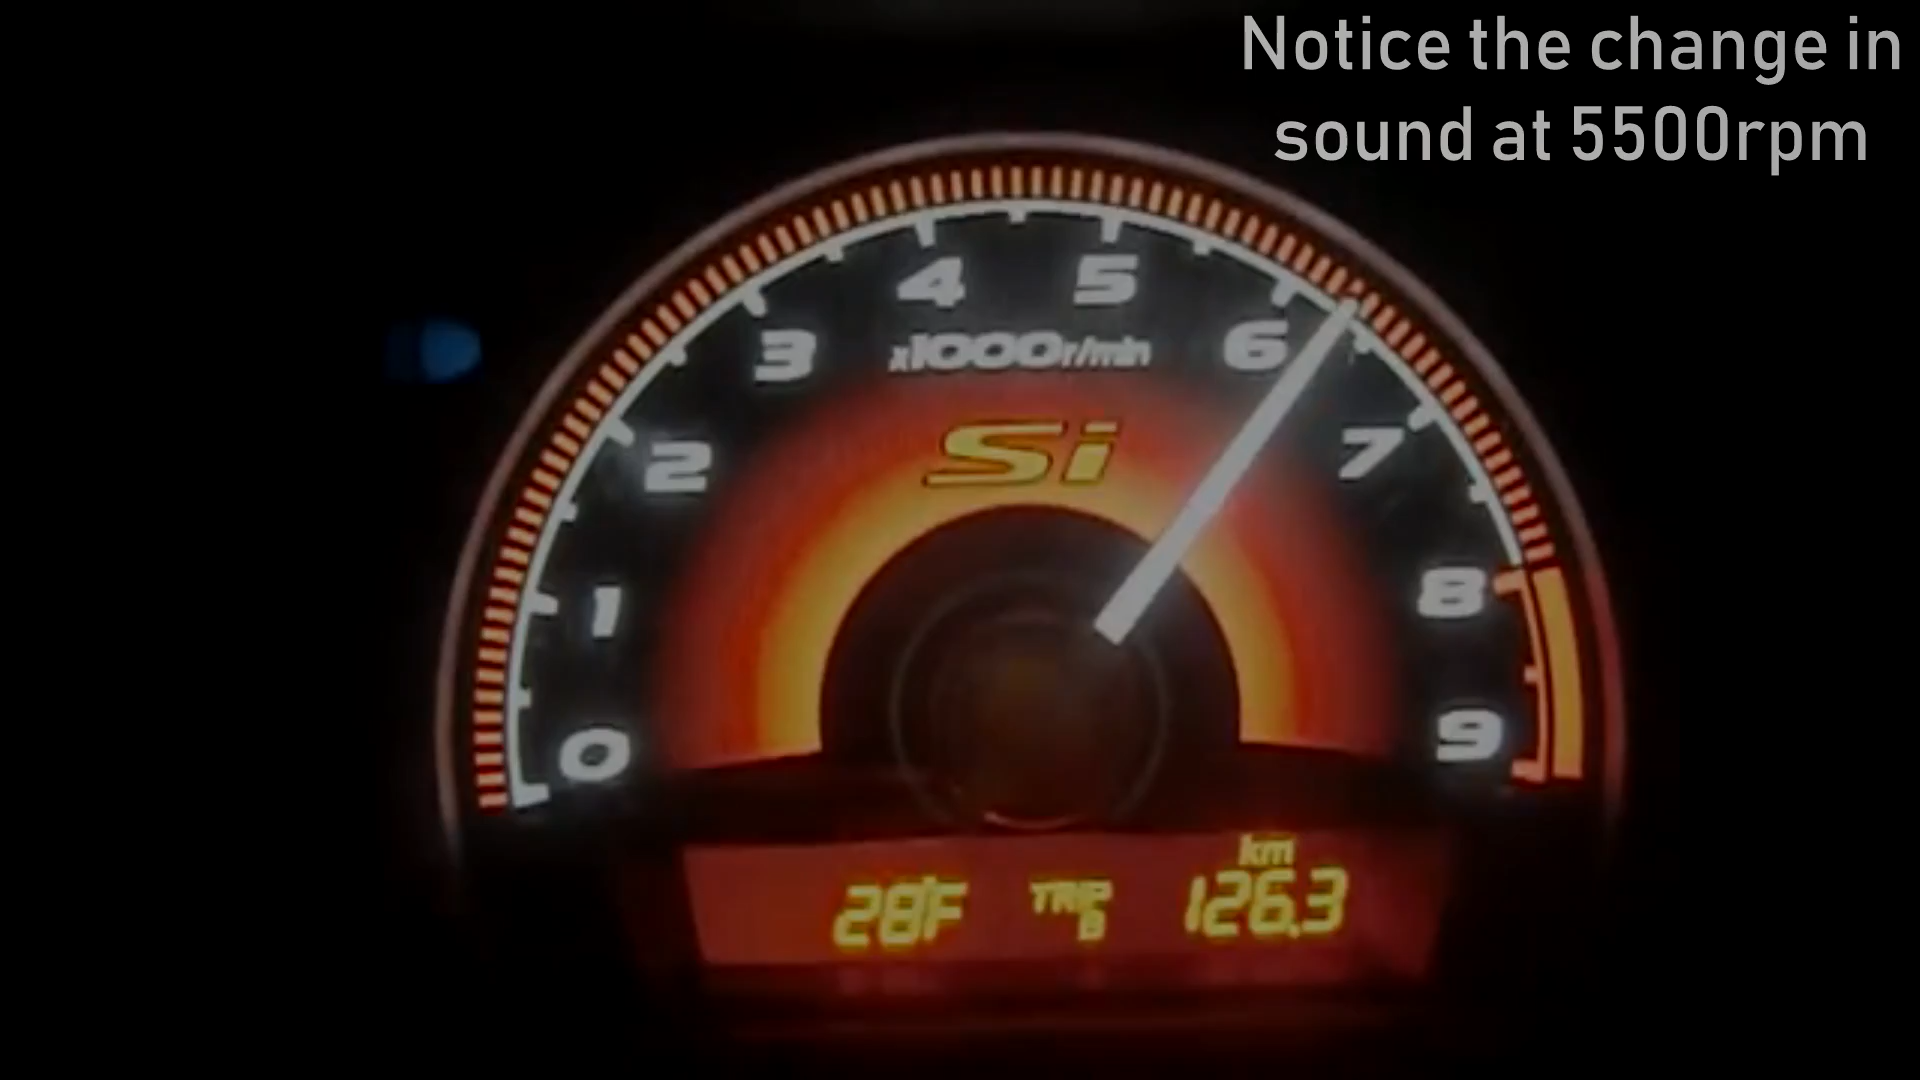 Notice the change in
sound at 5500rpm
4 5
3 x1000r/min 6
Si
2 7
1 8
0 9
km
28°F TRIP B 126.3